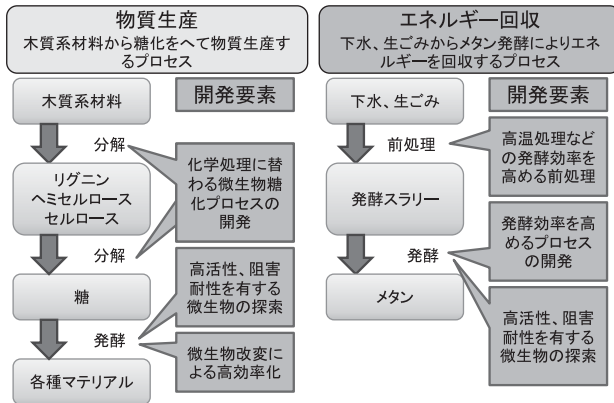 物質生産
木質系材料から糖化をへて物質生産す
るプロセス
木質系材料
開発要素
分解
化学処理に替
わる微生物糖
化プロセスの
開発
リグニン
ヘミセルロース
セルロース
分解
高活性、阻害
耐性を有する
微生物の探索
糖
発酵
微生物改変に
よる高効率化
各種マテリアル
エネルギー回収
下水、生ごみからメタン発酵によりエネ
ルギーを回収するプロセス
下水、生ごみ
開発要素
前処理
高温処理など
の発酵効率を
高める前処理
発酵スラリー
発酵効率を高
めるプロセス
の開発
発酵
メタン
高活性、阻害
耐性を有する
微生物の探索